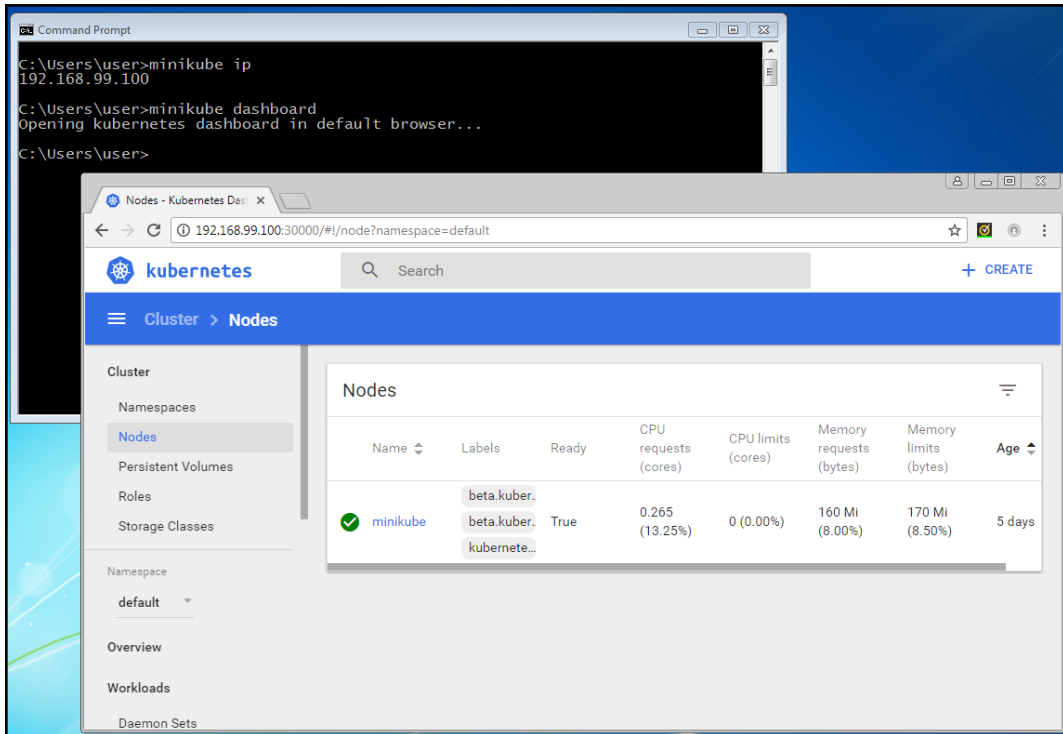 Command Prompt
C:\Users\user>minikube ip
192.168.99.100
C:\Users\user>minikube dashboard
Opening kubernetes dashboard in default browser...
C:\Users\user>
Nodes - Kubernetes Das
192.168.99.100:30000/#!/node?namespace=default
kubernetes
Search
+ CREATE
Cluster > Nodes
Cluster
Namespaces
Nodes
Persistent Volumes
Roles
Storage Classes
Namespace
default
Overview
Workloads
Daemon Sets
Nodes
Name
Labels
Ready
CPU
requests
(cores)
CPU limits
(cores)
Memory
requests
(bytes)
Memory
limits
(bytes)
Age
minikube
beta.kuber..
beta.kuber.
kubernete...
True
0.265
(13.25%)
0 (0.00%)
160 Mi
(8.00%)
170 Mi
(8.50%)
5 days